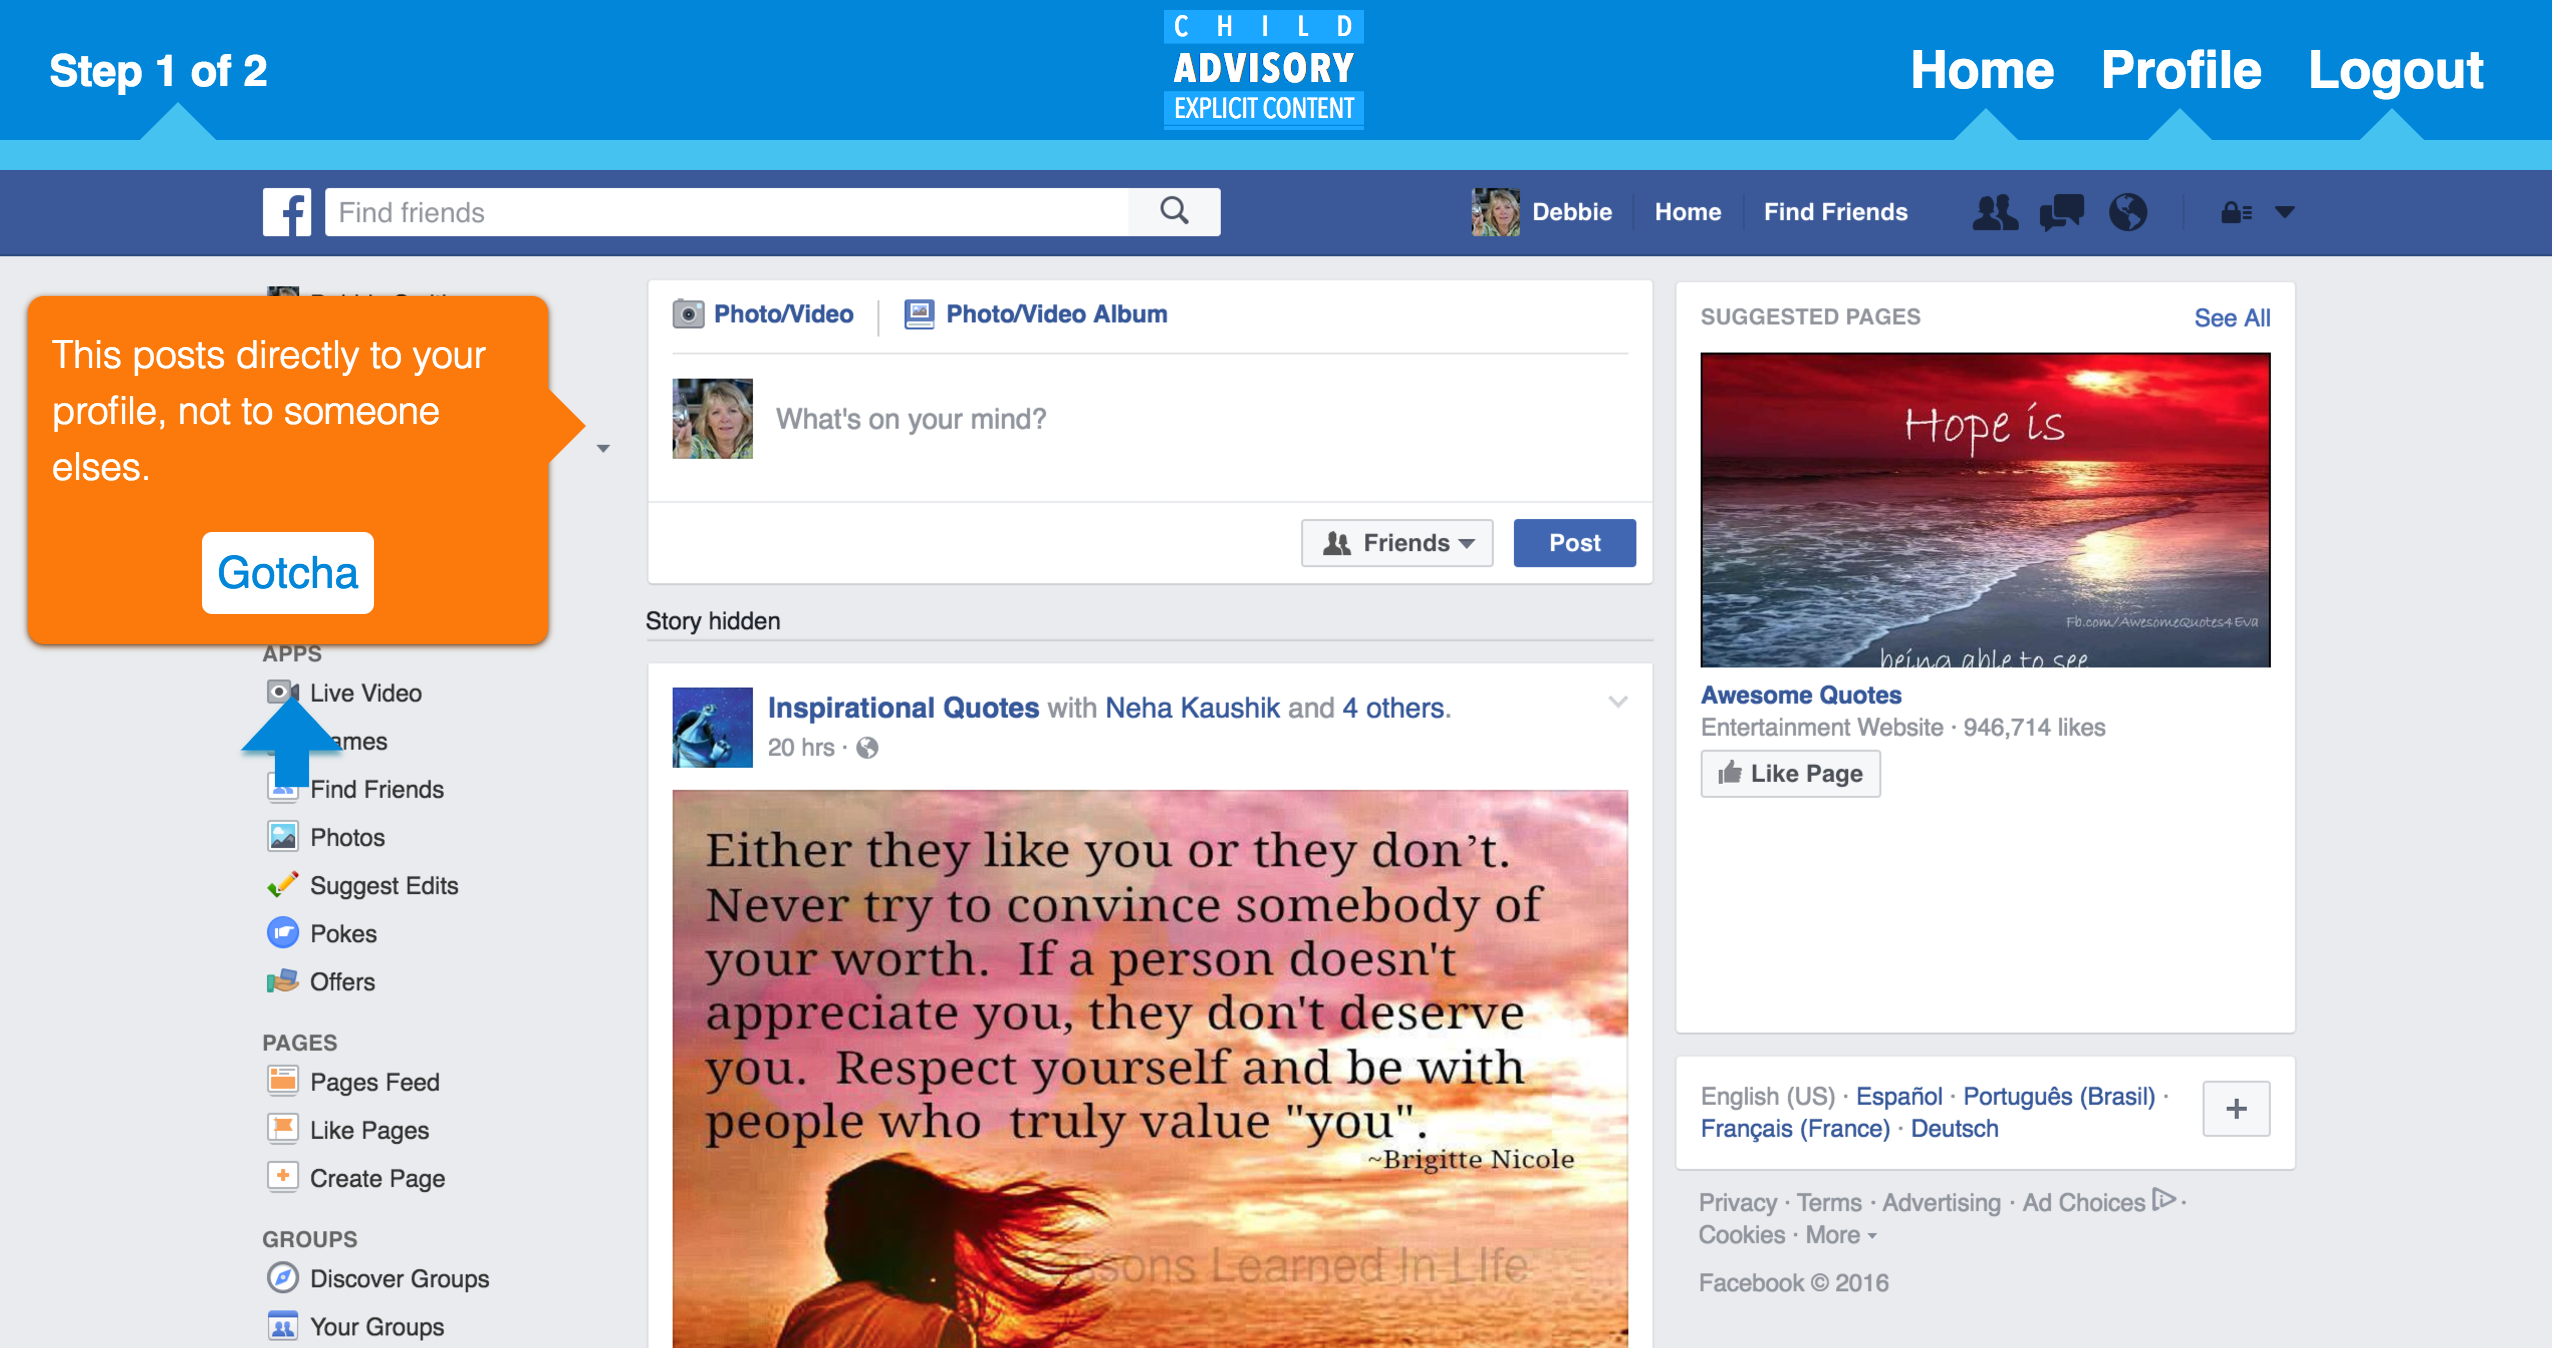 Step 1 of 2
CHILD
ADVISORY
EXPLICIT CONTENT
Home Profile Logout
Find friends
Debbie Home Find Friends
This posts directly to your
profile, not to someone
elses.
Gotcha
APPS
Live Video
ames
Find Friends
Photos
Suggest Edits
Pokes
Offers
PAGES
Pages Feed
Like Pages
Create Page
GROUPS
Discover Groups
Your Groups
Photo/Video Photo/Video Album
What's on your mind?
Friends Post
Story hidden
Inspirational Quotes with Neha Kaushik and 4 others.
20 hrs ·
Either they like you or they don’t.
Never try to convince somebody of
your worth. If a person doesn't
appreciate you, they don't deserve
you. Respect yourself and be with
people who truly value "you".
~Brigitte Nicole
sons Learned In LIfe
SUGGESTED PAGES See All
Hope is
Fb.com/AwesomeQuotes4Eva
being able to see
Awesome Quotes
Entertainment Website · 946,714 likes
Like Page
English (US) · Español · Português (Brasil) ·
Français (France) · Deutsch
+
Privacy · Terms · Advertising · Ad Choices ·
Cookies · More
Facebook © 2016